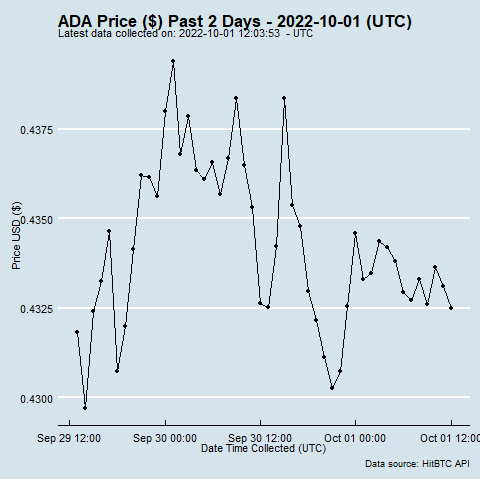 ADA Price ($) Past 2 Days - 2022-10-01 (UTC)
Latest data collected on: 2022-10-01 12:03:53 - UTC
0.4375
0.4350
0.4325
0.4300
Price USD ($)
Sep 29 12:00 Sep 30 00:00 Sep 30 12:00 Oct 01 00:00 Oct 01 12:00
Date Time Collected (UTC)
Data source: HitBTC API